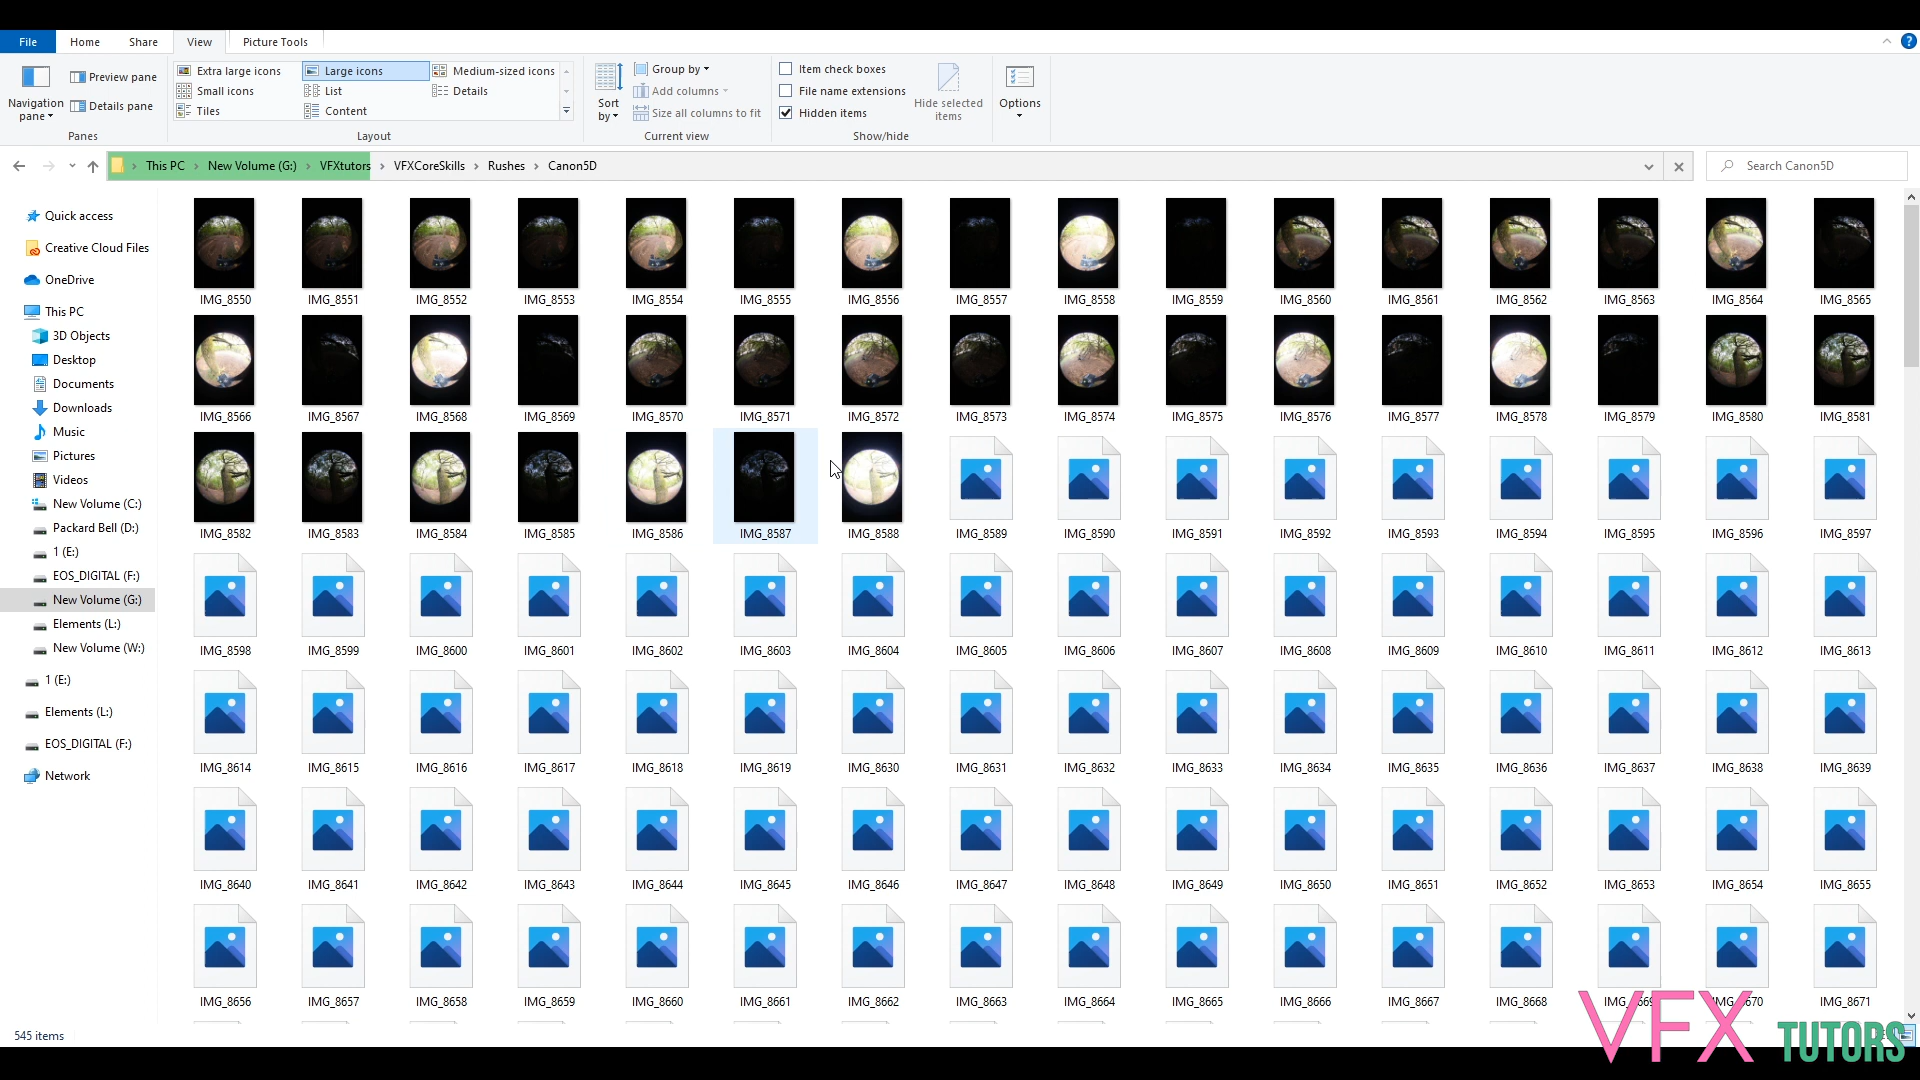 File Home Share View Picture Tools
Preview pane Extra large icons Large icons Medium-sized icons Group by Item check boxes
Navigation pane Details pane Small icons List Details Sort by Add columns File name extensions Hide selected items Options
Tiles Content Size all columns to fit Hidden items
Panes Layout Current view Show/hide
This PC New Volume (G:) VFXtutors VFXCoreSkills Rushes Canon5D Search Canon5D
Quick access
Creative Cloud Files
OneDrive
This PC
3D Objects
Desktop
Documents
Downloads
Music
Pictures
Videos
New Volume (C:)
Packard Bell (D:)
1 (E:)
EOS_DIGITAL (F:)
New Volume (G:)
Elements (L:)
New Volume (W:)
1 (E:)
Elements (L:)
EOS_DIGITAL (F:)
Network
IMG_8550 IMG_8551 IMG_8552 IMG_8553 IMG_8554 IMG_8555 IMG_8556 IMG_8557 IMG_8558 IMG_8559 IMG_8560 IMG_8561 IMG_8562 IMG_8563 IMG_8564 IMG_8565
IMG_8566 IMG_8567 IMG_8568 IMG_8569 IMG_8570 IMG_8571 IMG_8572 IMG_8573 IMG_8574 IMG_8575 IMG_8576 IMG_8577 IMG_8578 IMG_8579 IMG_8580 IMG_8581
IMG_8582 IMG_8583 IMG_8584 IMG_8585 IMG_8586 IMG_8587 IMG_8588 IMG_8589 IMG_8590 IMG_8591 IMG_8592 IMG_8593 IMG_8594 IMG_8595 IMG_8596 IMG_8597
IMG_8598 IMG_8599 IMG_8600 IMG_8601 IMG_8602 IMG_8603 IMG_8604 IMG_8605 IMG_8606 IMG_8607 IMG_8608 IMG_8609 IMG_8610 IMG_8611 IMG_8612 IMG_8613
IMG_8614 IMG_8615 IMG_8616 IMG_8617 IMG_8618 IMG_8619 IMG_8630 IMG_8631 IMG_8632 IMG_8633 IMG_8634 IMG_8635 IMG_8636 IMG_8637 IMG_8638 IMG_8639
IMG_8640 IMG_8641 IMG_8642 IMG_8643 IMG_8644 IMG_8645 IMG_8646 IMG_8647 IMG_8648 IMG_8649 IMG_8650 IMG_8651 IMG_8652 IMG_8653 IMG_8654 IMG_8655
IMG_8656 IMG_8657 IMG_8658 IMG_8659 IMG_8660 IMG_8661 IMG_8662 IMG_8663 IMG_8664 IMG_8665 IMG_8666 IMG_8667 IMG_8668 IMG_8671
545 items
VFX TUTORS